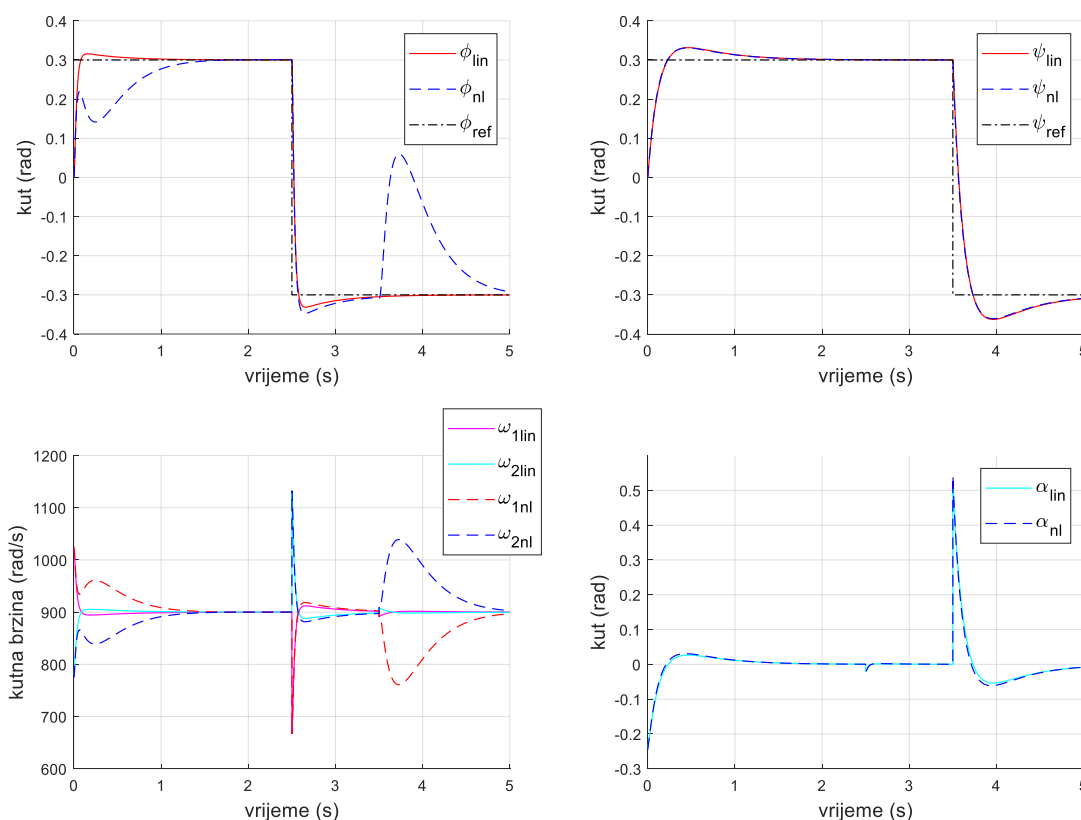 0.4
0.3
0.2
0.1
0
-0.1
-0.2
-0.3
-0.4
kut (rad)
0 1 2 3 4 5
vrijeme (s)
ϕlin
ϕnl
ϕref
0.4
0.3
0.2
0.1
0
-0.1
-0.2
-0.3
-0.4
kut (rad)
0 1 2 3 4 5
vrijeme (s)
ψlin
ψnl
ψref
1200
1100
1000
900
800
700
600
kutna brzina (rad/s)
0 1 2 3 4 5
vrijeme (s)
ω1lin
ω2lin
ω1nl
ω2nl
0.5
0.4
0.3
0.2
0.1
0
-0.1
-0.2
-0.3
kut (rad)
0 1 2 3 4 5
vrijeme (s)
αlin
αnl